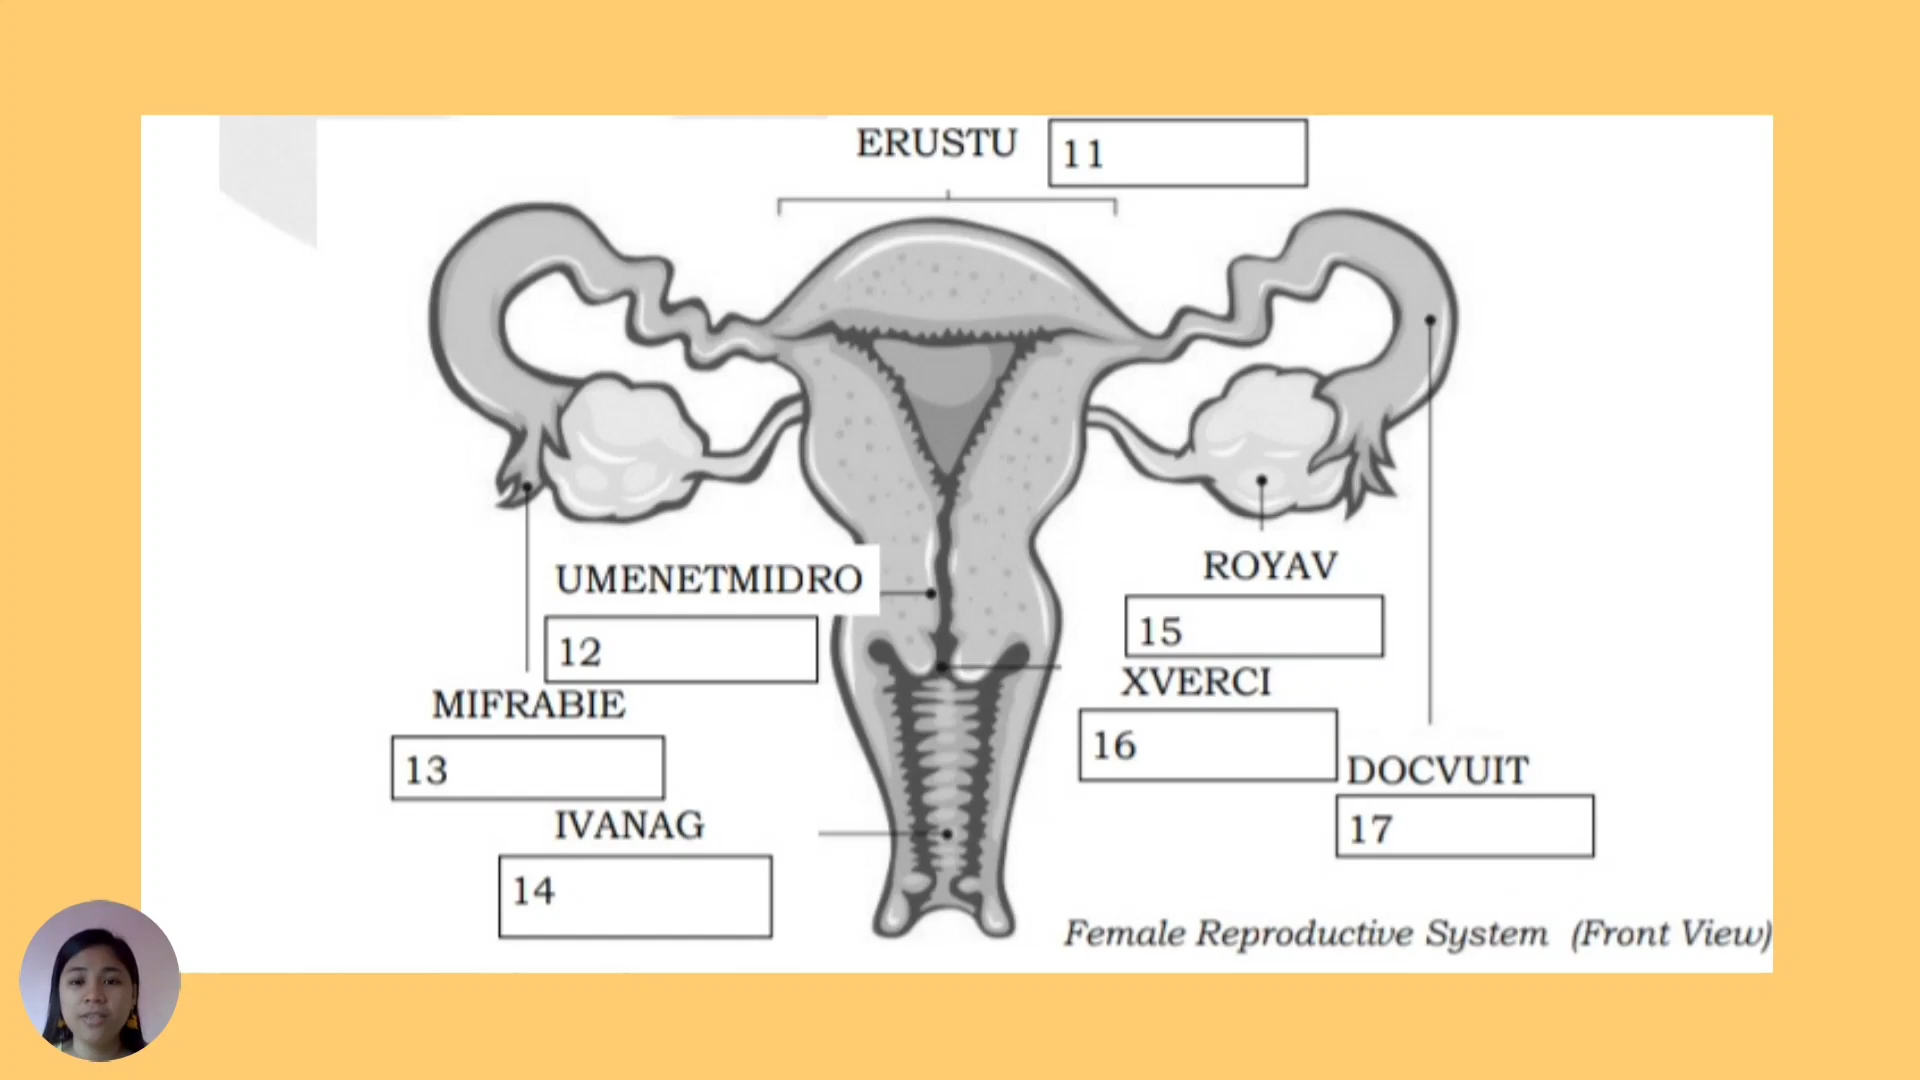 ERUSTU
11
UMENETMIDRO
12
ROYAV
15
MIFRABIE
13
XVERCI
16
IVANAG
14
DOCVUIT
17
Female Reproductive System (Front View)